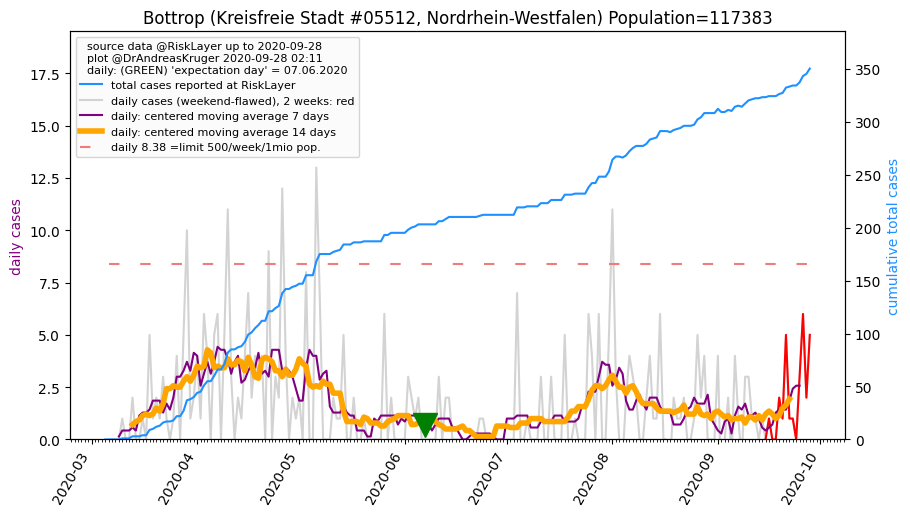 Bottrop (Kreisfreie Stadt #05512, Nordrhein-Westfalen) Population=117383
source data @RiskLayer up to 2020-09-28
plot @DrAndreasKruger 2020-09-28 02:11
daily: (GREEN) 'expectation day' = 07.06.2020
total cases reported at RiskLayer
daily cases (weekend-flawed), 2 weeks: red
daily: centered moving average 7 days
daily: centered moving average 14 days
daily 8.38 =limit 500/week/1mio pop.
daily cases
17.5
15.0
12.5
10.0
7.5
5.0
2.5
0.0
350
300
250
200
150
100
50
0
cumulative total cases
2020-03
2020-04
2020-05
2020-06
2020-07
2020-08
2020-09
2020-10